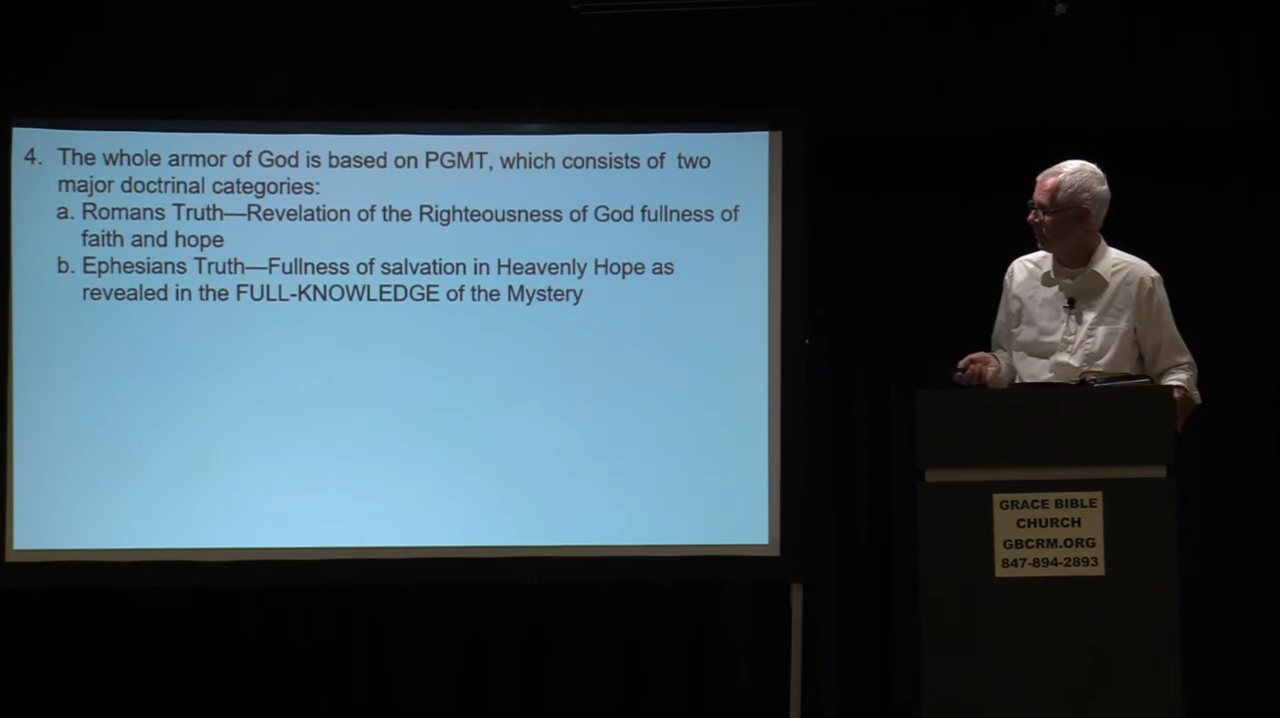 4. The whole armor of God is based on PGMT, which consists of two
major doctrinal categories:
a. Romans Truth—Revelation of the Righteousness of God fullness of
faith and hope
b. Ephesians Truth—Fullness of salvation in Heavenly Hope as
revealed in the FULL-KNOWLEDGE of the Mystery
GRACE BIBLE
CHURCH
GBCRM.ORG
847-894-2893